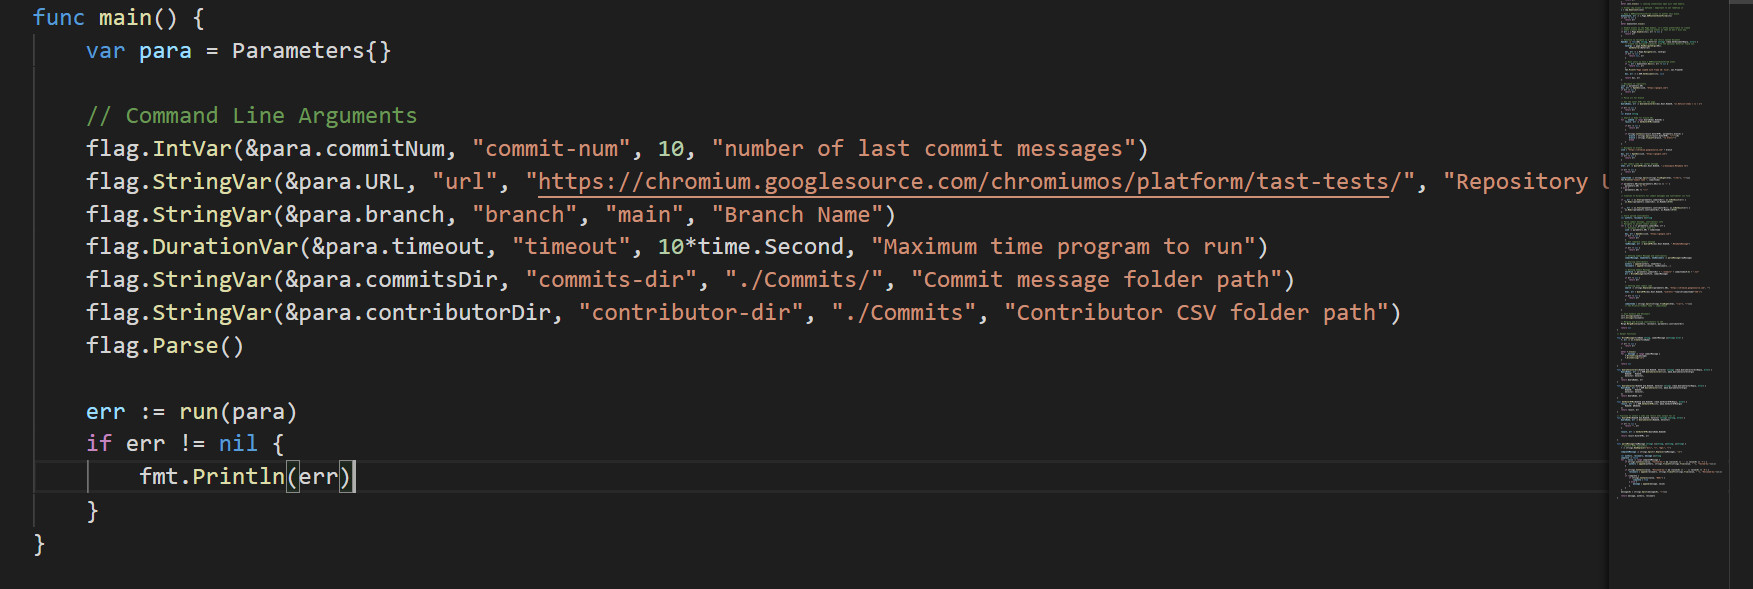 func main() {
var para = Parameters{}
// Command Line Arguments
flag.IntVar(&para.commitNum, "commit-num", 10, "number of last commit messages")
flag.StringVar(&para.URL, "url", "https://chromium.googlesource.com/chromiumos/platform/tast-tests/", "Repository
flag.StringVar(&para.branch, "branch", "main", "Branch Name")
flag.DurationVar(&para.timeout, "timeout", 10*time.Second, "Maximum time program to run")
flag.StringVar(&para.commitsDir, "commits-dir", "./Commits/", "Commit message folder path")
flag.StringVar(&para.contributorDir, "contributor-dir", "./Commits", "Contributor CSV folder path")
flag.Parse()
err := run(para)
if err != nil {
fmt.Println(err)
}
}